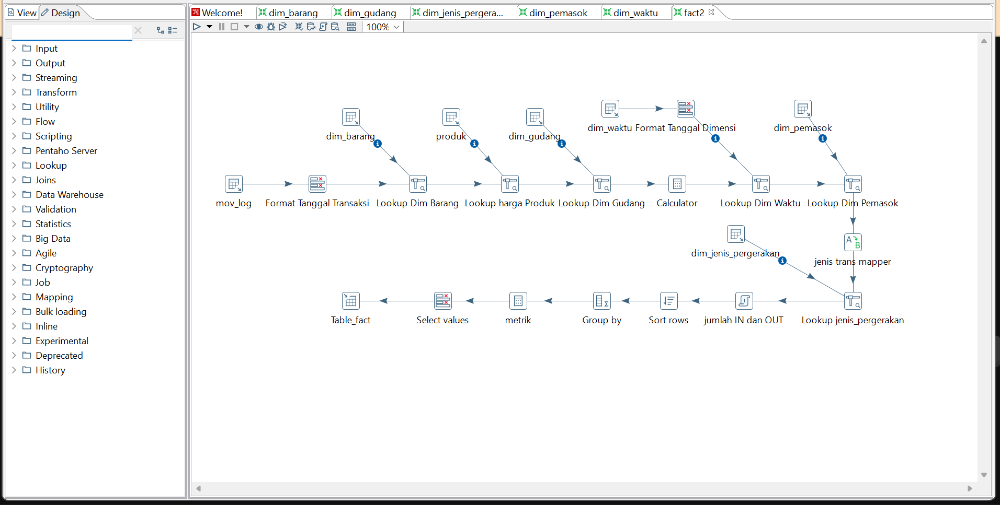 View
Design
Welcome!
dim_barang
dim_gudang
dim_jenis_pergera...
dim_pemasok
dim_waktu
fact2
100%
Input
Output
Streaming
Transform
Utility
Flow
Scripting
Pentaho Server
Lookup
Joins
Data Warehouse
Validation
Statistics
Big Data
Agile
Cryptography
Job
Mapping
Bulk loading
Inline
Experimental
Deprecated
History
dim_waktu
Format Tanggal Dimensi
dim_pemasok
dim_barang
produk
dim_gudang
mov_log
Format Tanggal Transaksi
Lookup Dim Barang
Lookup harga Produk
Lookup Dim Gudang
Calculator
Lookup Dim Waktu
Lookup Dim Pemasok
A
B
dim_jenis_pergerakan
jenis trans mapper
Table_fact
Select values
metrik
Group by
Sort rows
jumlah IN dan OUT
Lookup jenis_pergerakan